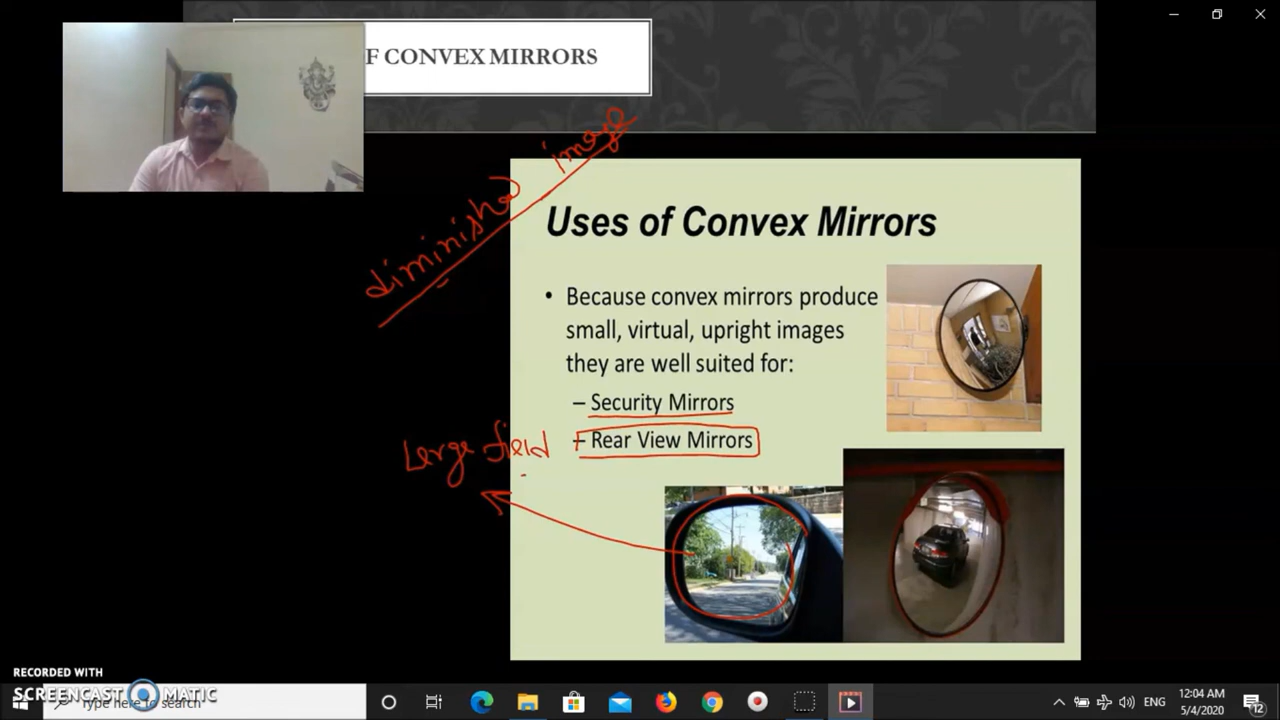 F CONVEX MIRRORS
diminished image
Uses of Convex Mirrors
• Because convex mirrors produce
small, virtual, upright images
they are well suited for:
– Security Mirrors
– Rear View Mirrors
Large field
RECORDED WITH
SCREENCAST MATIC
Type here to search
ENG
12:04 AM
5/4/2020
12